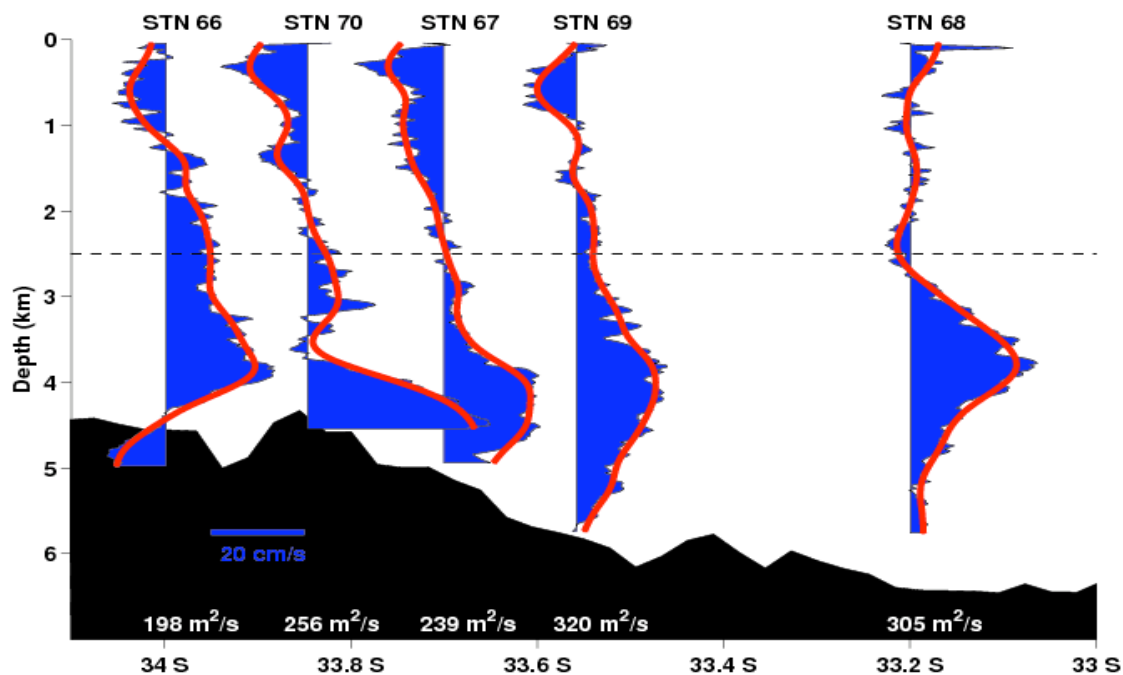 STN 66 STN 70 STN 67 STN 69 STN 68
0
1
2
3
4
5
6
Depth (km)
20 cm/s
198 m²/s 256 m²/s 239 m²/s 320 m²/s 305 m²/s
34 S 33.8 S 33.6 S 33.4 S 33.2 S 33 S